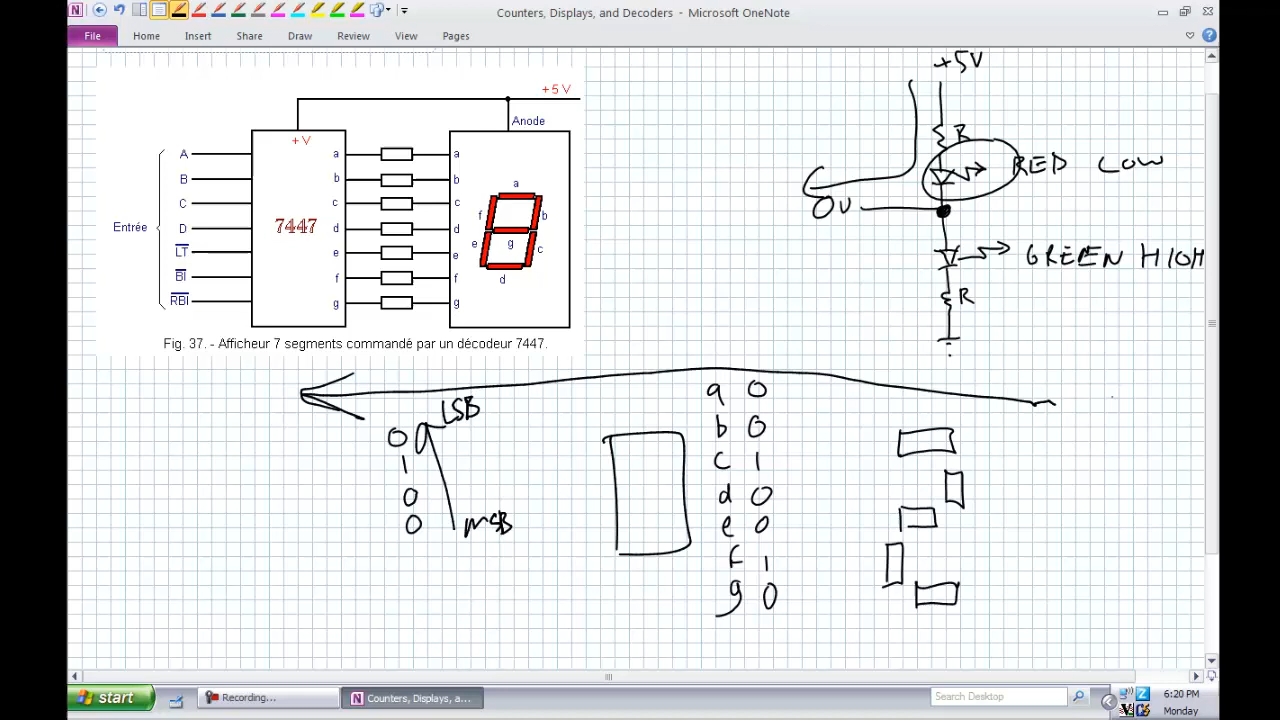 Counters, Displays, and Decoders - Microsoft OneNote
File Home Insert Share Draw Review View Pages
+5 V
Anode
+V
A a a
B b b
C c c
D d d
LT e e
BI f f
RBI g g
Entrée
7447
a
f b
g
e c
d
Fig. 37. - Afficheur 7 segments commandé par un décodeur 7447.
+5V
R
RED LOW
0V
GREEN HIGH
R
LSB
0
1
0
0
MSB
a 0
b 0
c 1
d 0
e 0
f 1
g 0
start
Recording...
Counters, Displays, a...
Search Desktop
6:20 PM
Monday